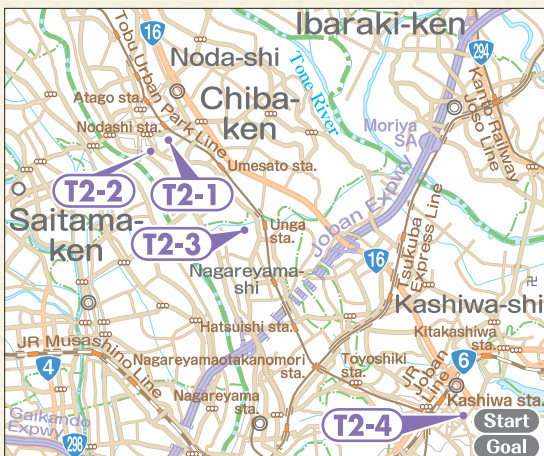 Ibaraki-ken
16
Noda-shi
294
Tobu Urban Park Line
Tone River
Kanto Railway
Joso Line
Atago sta.
Chiba-
ken
Nodashi sta.
Moriya
SA
Umesato sta.
T2-2
T2-1
Joban Expwy
Saitama-
ken
T2-3
Unga
sta.
Tsukuba
Express Line
16
Nagareyama-
shi
Kashiwa-shi
Hatsuishi sta.
Kitakashiwa
sta.
JR Musashino Line
4
Nagareyamaotakanomori
sta.
Toyoshiki
sta.
6
JR
Joban
Line
Nagareyama
sta.
Kashiwa sta.
Gaikando
Expwy
298
T2-4
Start
Goal